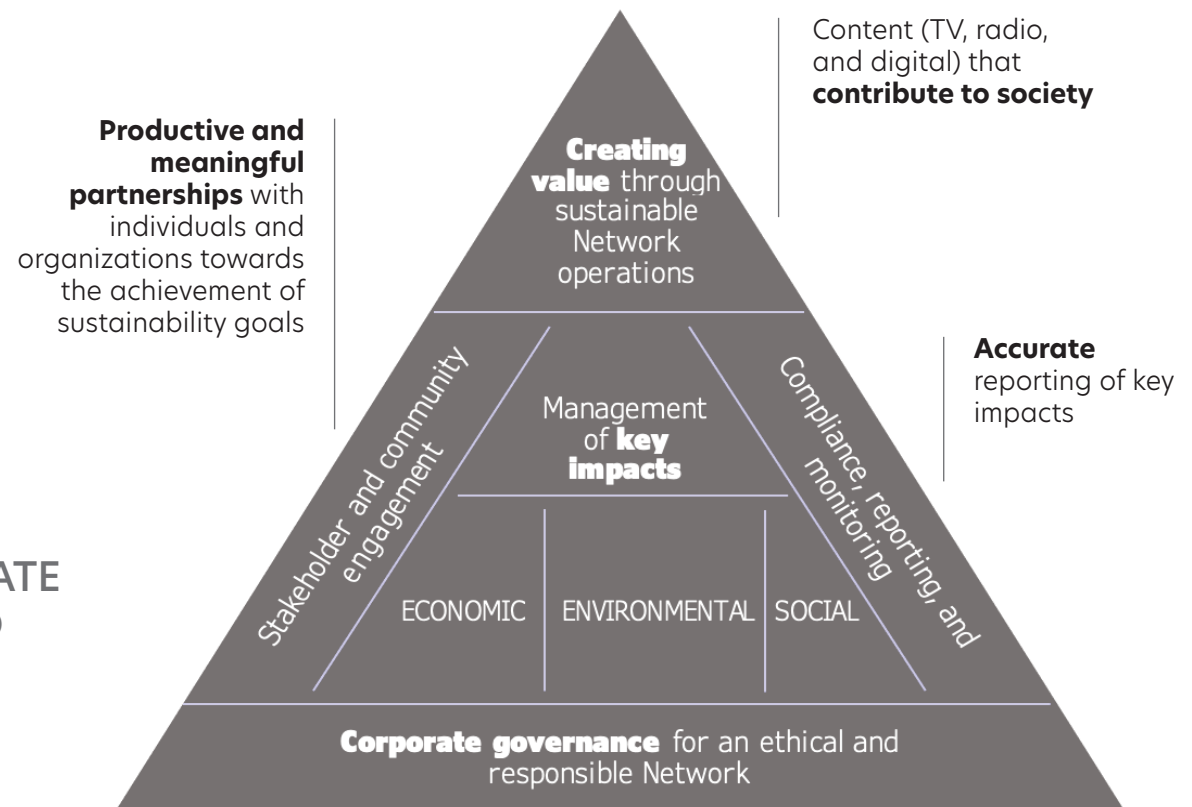 Content (TV, radio,
and digital) that
contribute to society
Productive and
meaningful
partnerships with
individuals and
organizations towards
the achievement of
sustainability goals
Creating
value through
sustainable
Network
operations
Accurate
reporting of key
impacts
Stakeholder and community
engagement
Management
of key
impacts
Compliance, reporting, and
monitoring
ECONOMIC
ENVIRONMENTAL
SOCIAL
Corporate governance for an ethical and
responsible Network